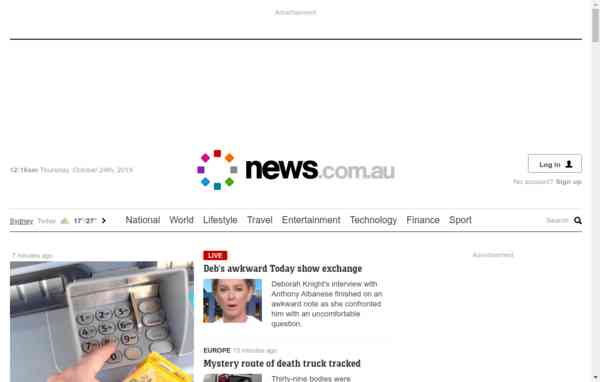 Advertisement
12:16am Thursday, October 24th, 2019
news.com.au
Log in
No account? Sign up
Sydney Today 17°/27°
National World Lifestyle Travel Entertainment Technology Finance Sport
Search
7 minutes ago
LIVE
Deb's awkward Today show exchange
Deborah Knight's interview with
Anthony Albanese finished on an
awkward note as she confronted
him with an uncomfortable
question.
Advertisement
EUROPE 15 minutes ago
Mystery route of death truck tracked
Thirty-nine bodies were